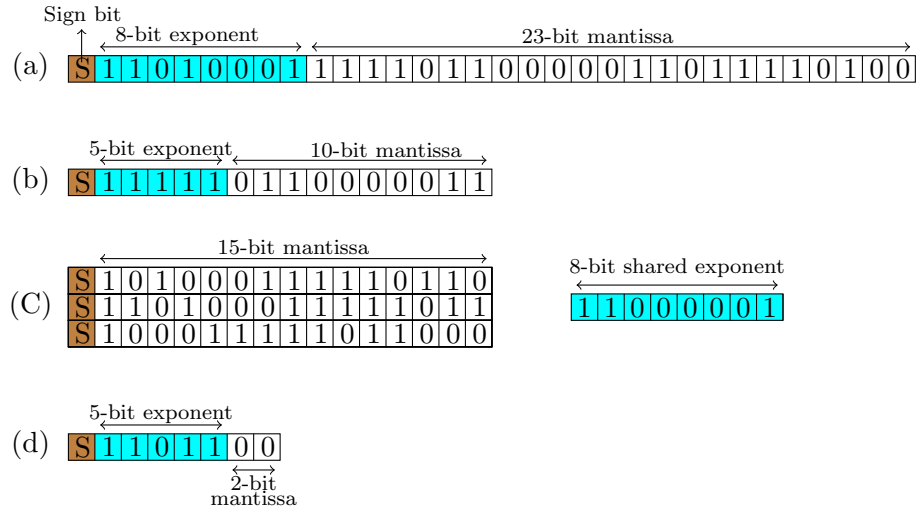 Sign bit
8-bit exponent 23-bit mantissa
(a) S 1 1 0 1 0 0 0 1 1 1 1 1 0 1 1 0 0 0 0 0 1 1 0 1 1 1 1 0 1 0 0
5-bit exponent 10-bit mantissa
(b) S 1 1 1 1 1 0 1 1 0 0 0 0 0 1 1
15-bit mantissa
S 1 0 1 0 0 0 1 1 1 1 1 0 1 1 0
(C) S 1 1 0 1 0 0 0 1 1 1 1 1 0 1 1
S 1 0 0 0 1 1 1 1 1 0 1 1 0 0 0
8-bit shared exponent
1 1 0 0 0 0 0 1
5-bit exponent
(d) S 1 1 0 1 1 0 0
2-bit
mantissa